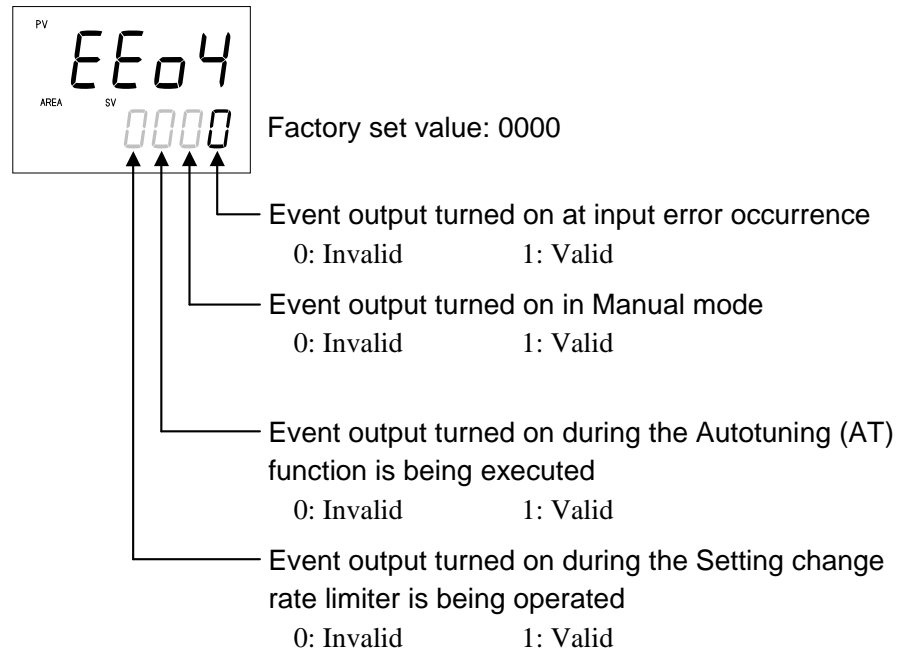 PV
EEo4
AREA SV
0000
Factory set value: 0000
Event output turned on at input error occurrence
0: Invalid 1: Valid
Event output turned on in Manual mode
0: Invalid 1: Valid
Event output turned on during the Autotuning (AT)
function is being executed
0: Invalid 1: Valid
Event output turned on during the Setting change
rate limiter is being operated
0: Invalid 1: Valid